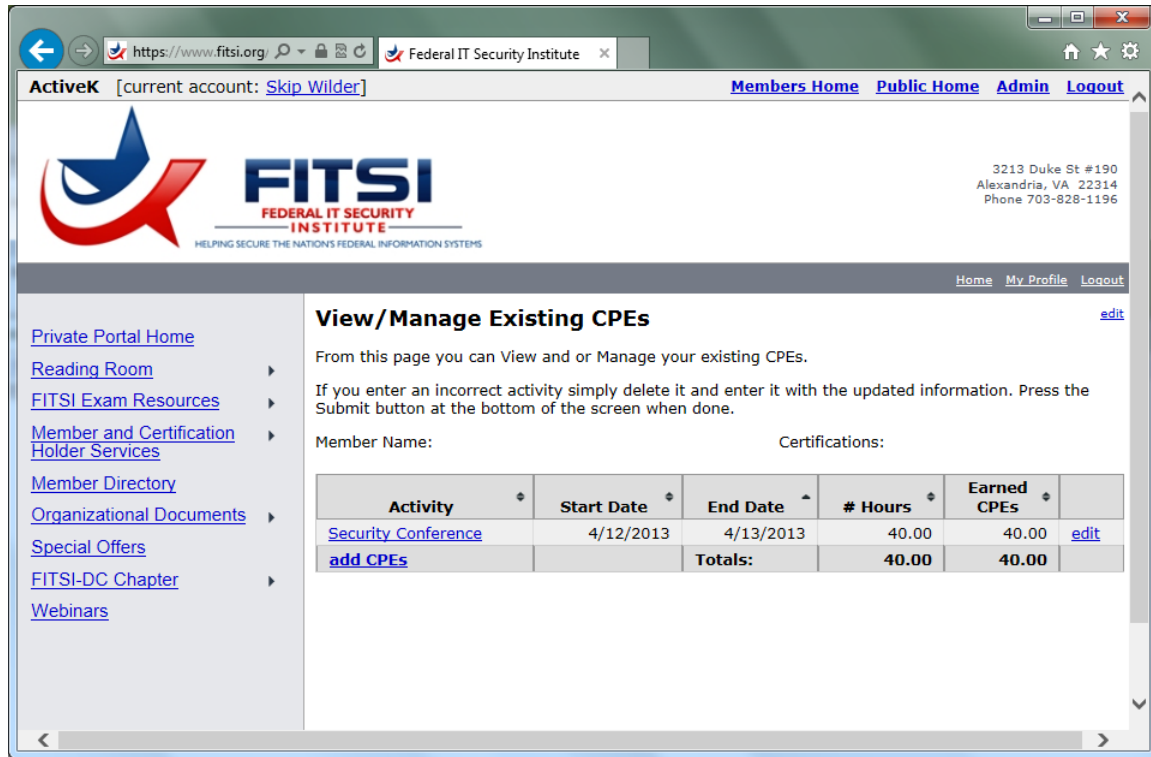 https://www.fitsi.org/
Federal IT Security Institute
ActiveK [current account: Skip Wilder]
Members Home Public Home Admin Logout
FITSI
FEDERAL IT SECURITY
INSTITUTE
HELPING SECURE THE NATION'S FEDERAL INFORMATION SYSTEMS
3213 Duke St #190
Alexandria, VA 22314
Phone 703-828-1196
Home My Profile Logout
Private Portal Home
Reading Room
FITSI Exam Resources
Member and Certification
Holder Services
Member Directory
Organizational Documents
Special Offers
FITSI-DC Chapter
Webinars
View/Manage Existing CPEs
edit
From this page you can View and or Manage your existing CPEs.
If you enter an incorrect activity simply delete it and enter it with the updated information. Press the
Submit button at the bottom of the screen when done.
Member Name: Certifications:
Activity Start Date End Date # Hours Earned CPEs
Security Conference 4/12/2013 4/13/2013 40.00 40.00 edit
add CPEs Totals: 40.00 40.00